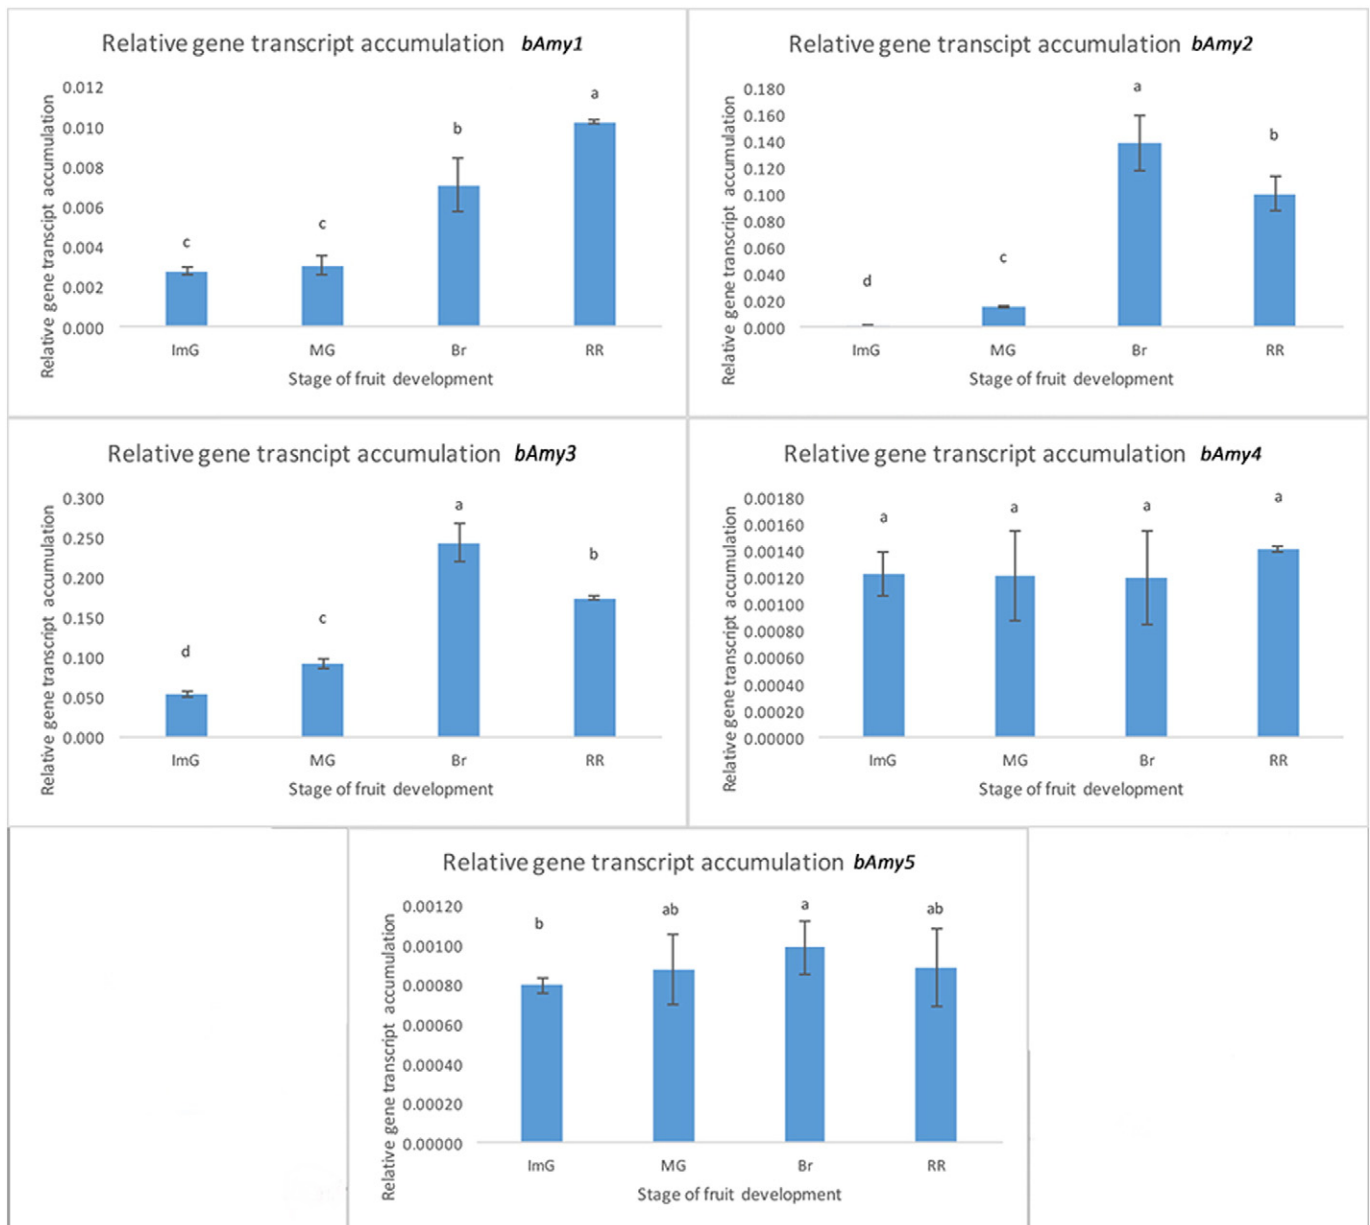 Relative gene transcript accumulation bAmy1
Relative gene transcript accumulation
0.012
0.010
0.008
0.006
0.004
0.002
0.000
c
c
b
a
ImG MG Br RR
Stage of fruit development
Relative gene transcipt accumulation bAmy2
Relative gene transcript accumulation
0.180
0.160
0.140
0.120
0.100
0.080
0.060
0.040
0.020
0.000
d
c
a
b
ImG MG Br RR
Stage of fruit development
Relative gene trasncipt accumulation bAmy3
Relative gene transcript accumulation
0.300
0.250
0.200
0.150
0.100
0.050
0.000
d
c
a
b
ImG MG Br RR
Stage of fruit development
Relative gene transcript accumulation bAmy4
Relative gene transcript accumulation
0.00180
0.00160
0.00140
0.00120
0.00100
0.00080
0.00060
0.00040
0.00020
0.00000
a
a
a
a
ImG MG Br RR
Stage of fruit development
Relative gene transcript accumulation bAmy5
Relative gene transcript accumulation
0.00120
0.00100
0.00080
0.00060
0.00040
0.00020
0.00000
b
ab
a
ab
ImG MG Br RR
Stage of fruit development